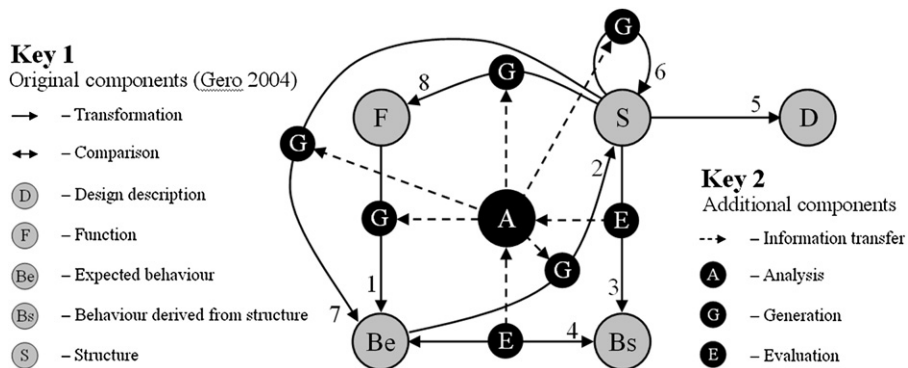 Key 1
Original components (Gero 2004)
– Transformation
– Comparison
D – Design description
F – Function
Be – Expected behaviour
Bs – Behaviour derived from structure
S – Structure
G
6
8
G
F
S
5
D
G
2
Key 2
Additional components
G
A
E
– Information transfer
G
A – Analysis
1
3
G – Generation
7
4
Be
E
Bs
E – Evaluation